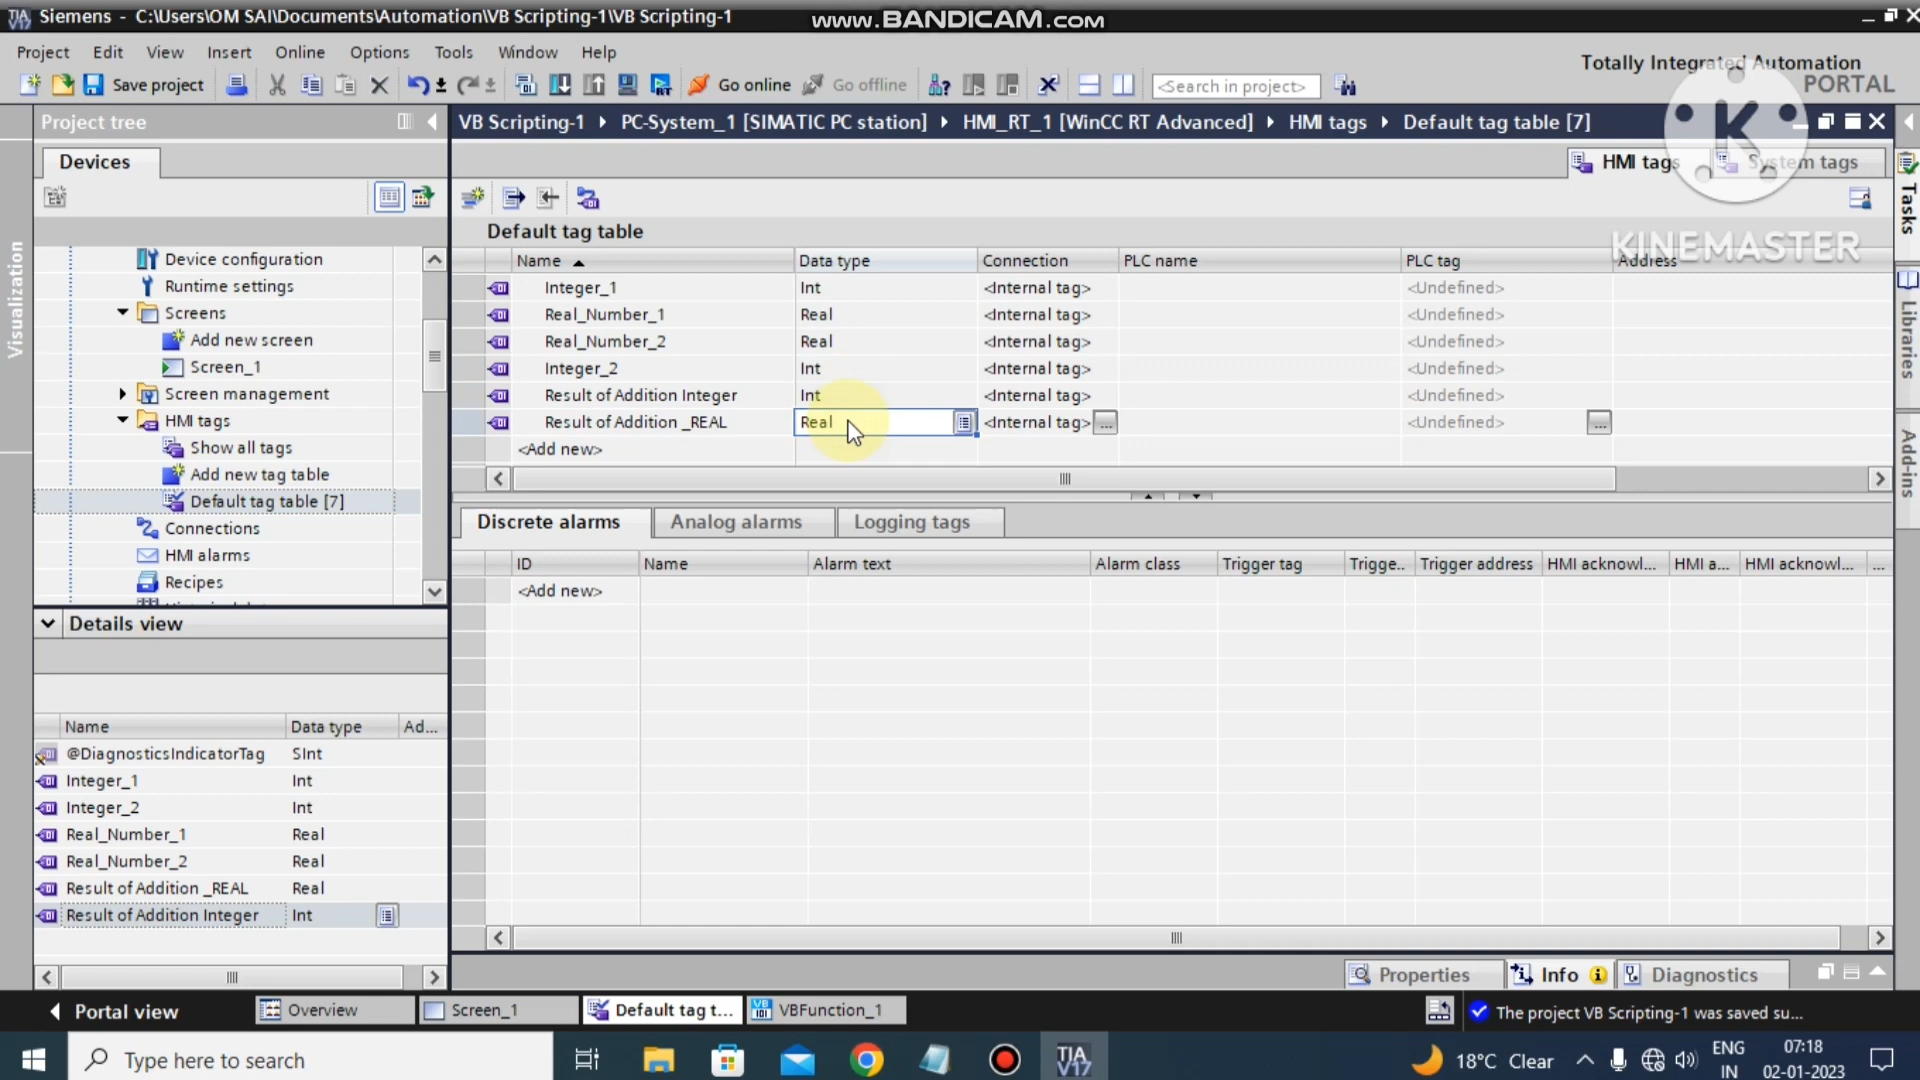 Siemens - C:\Users\OM SAI\Documents\Automation\VB Scripting-1\VB Scripting-1
www.BANDICAM.com
Project Edit View Insert Online Options Tools Window Help
Totally Integrated Automation
PORTAL
Save project
Go online
Go offline
<Search in project>
Project tree
VB Scripting-1 PC-System_1 [SIMATIC PC station] HMI_RT_1 [WinCC RT Advanced] HMI tags Default tag table [7]
K
KINEMASTER
Devices
HMI tags
System tags
Visualization
Tasks
Libraries
Add-ins
Device configuration
Runtime settings
Screens
Add new screen
Screen_1
Screen management
HMI tags
Show all tags
Add new tag table
Default tag table [7]
Connections
HMI alarms
Recipes
Default tag table
Name Data type Connection PLC name PLC tag Address
Integer_1 Int <Internal tag> <Undefined>
Real_Number_1 Real <Internal tag> <Undefined>
Real_Number_2 Real <Internal tag> <Undefined>
Integer_2 Int <Internal tag> <Undefined>
Result of Addition Integer Int <Internal tag> <Undefined>
Result of Addition _REAL Real <Internal tag> ... <Undefined> ...
<Add new>
Discrete alarms Analog alarms Logging tags
ID Name Alarm text Alarm class Trigger tag Trigge.. Trigger address HMI acknowl... HMI a... HMI acknowl... ...
<Add new>
Details view
Name Data type Ad...
@DiagnosticsIndicatorTag SInt
Integer_1 Int
Integer_2 Int
Real_Number_1 Real
Real_Number_2 Real
Result of Addition _REAL Real
Result of Addition Integer Int
Properties Info Diagnostics
Portal view Overview Screen_1 Default tag t... VBFunction_1
The project VB Scripting-1 was saved su...
Type here to search
TIA V17
18°C Clear
ENG
IN
07:18
02-01-2023